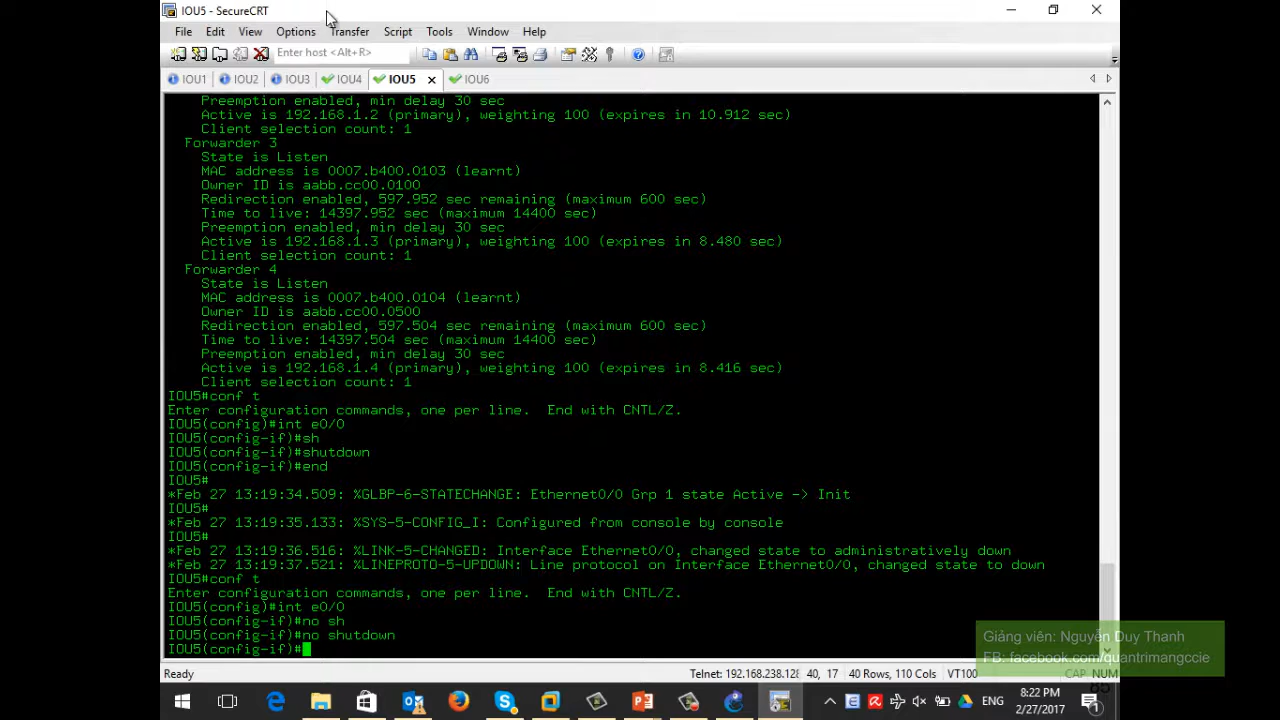 IOU5 - SecureCRT
File Edit View Options Transfer Script Tools Window Help
Enter host <Alt+R>
IOU1 IOU2 IOU3 IOU4 IOU5 IOU6
Preemption enabled, min delay 30 sec
Active is 192.168.1.2 (primary), weighting 100 (expires in 10.912 sec)
Client selection count: 1
Forwarder 3
State is Listen
MAC address is 0007.b400.0103 (learnt)
Owner ID is aabb.cc00.0100
Redirection enabled, 597.952 sec remaining (maximum 600 sec)
Time to live: 14397.952 sec (maximum 14400 sec)
Preemption enabled, min delay 30 sec
Active is 192.168.1.3 (primary), weighting 100 (expires in 8.480 sec)
Client selection count: 1
Forwarder 4
State is Listen
MAC address is 0007.b400.0104 (learnt)
Owner ID is aabb.cc00.0500
Redirection enabled, 597.504 sec remaining (maximum 600 sec)
Time to live: 14397.504 sec (maximum 14400 sec)
Preemption enabled, min delay 30 sec
Active is 192.168.1.4 (primary), weighting 100 (expires in 8.416 sec)
Client selection count: 1
IOU5#conf t
Enter configuration commands, one per line.  End with CNTL/Z.
IOU5(config)#int e0/0
IOU5(config-if)#sh
IOU5(config-if)#shutdown
IOU5(config-if)#end
IOU5#
*Feb 27 13:19:34.509: %GLBP-6-STATECHANGE: Ethernet0/0 Grp 1 state Active -> Init
IOU5#
*Feb 27 13:19:35.133: %SYS-5-CONFIG_I: Configured from console by console
IOU5#
*Feb 27 13:19:36.516: %LINK-5-CHANGED: Interface Ethernet0/0, changed state to administratively down
*Feb 27 13:19:37.521: %LINEPROTO-5-UPDOWN: Line protocol on Interface Ethernet0/0, changed state to down
IOU5#conf t
Enter configuration commands, one per line.  End with CNTL/Z.
IOU5(config)#int e0/0
IOU5(config-if)#no sh
IOU5(config-if)#no shutdown
IOU5(config-if)#
Giảng viên: Nguyễn Duy Thanh
FB: facebook.com/quantrimangccie
Ready Telnet: 192.168.238.128 40, 17 40 Rows, 110 Cols VT100 CAP NUM
ENG 8:22 PM
2/27/2017